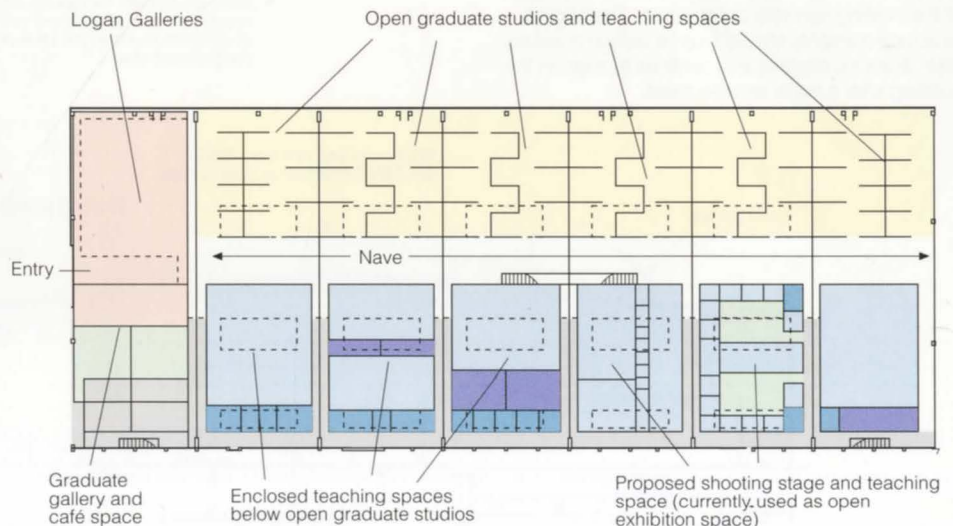 Logan Galleries
Open graduate studios and teaching spaces
Entry
Nave
Graduate
gallery and
café space
Enclosed teaching spaces
below open graduate studios
Proposed shooting stage and teaching
space (currently used as open
exhibition space)